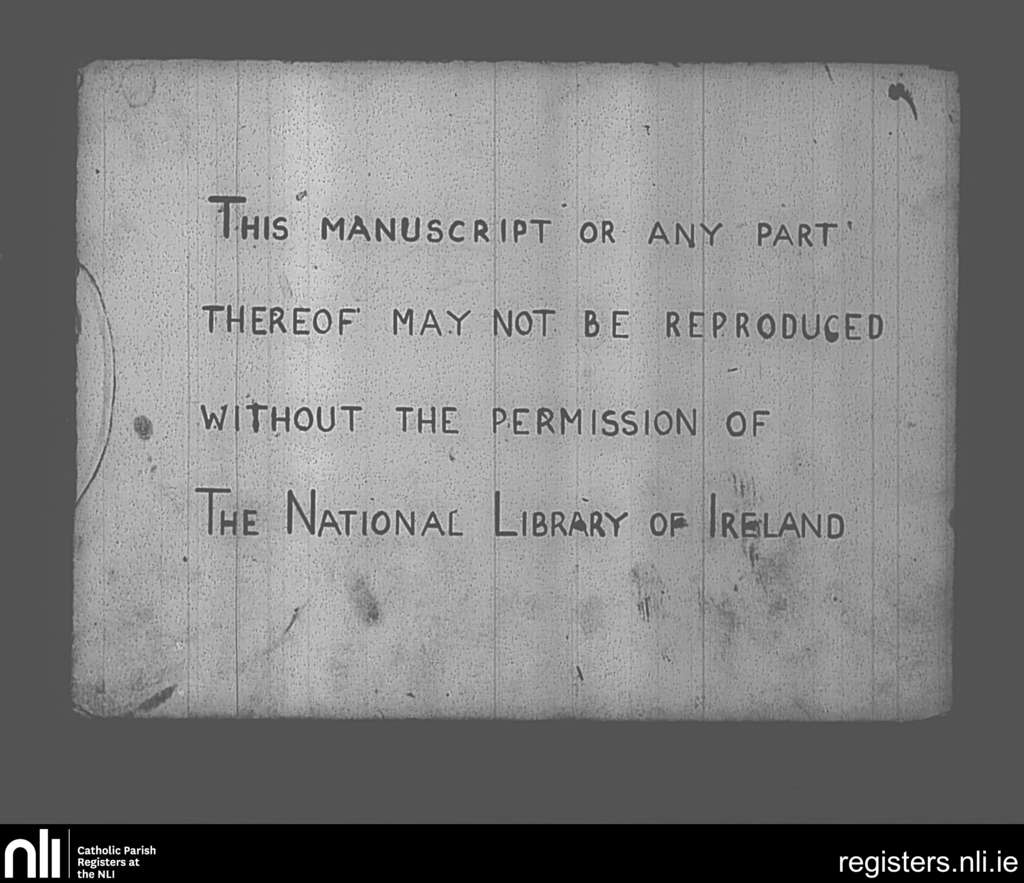 THIS MANUSCRIPT OR ANY PART
THEREOF MAY NOT BE REPRODUCED
WITHOUT THE PERMISSION OF
THE NATIONAL LIBRARY OF IRELAND
nli
Catholic Parish
Registers at
the NLI
registers.nli.ie